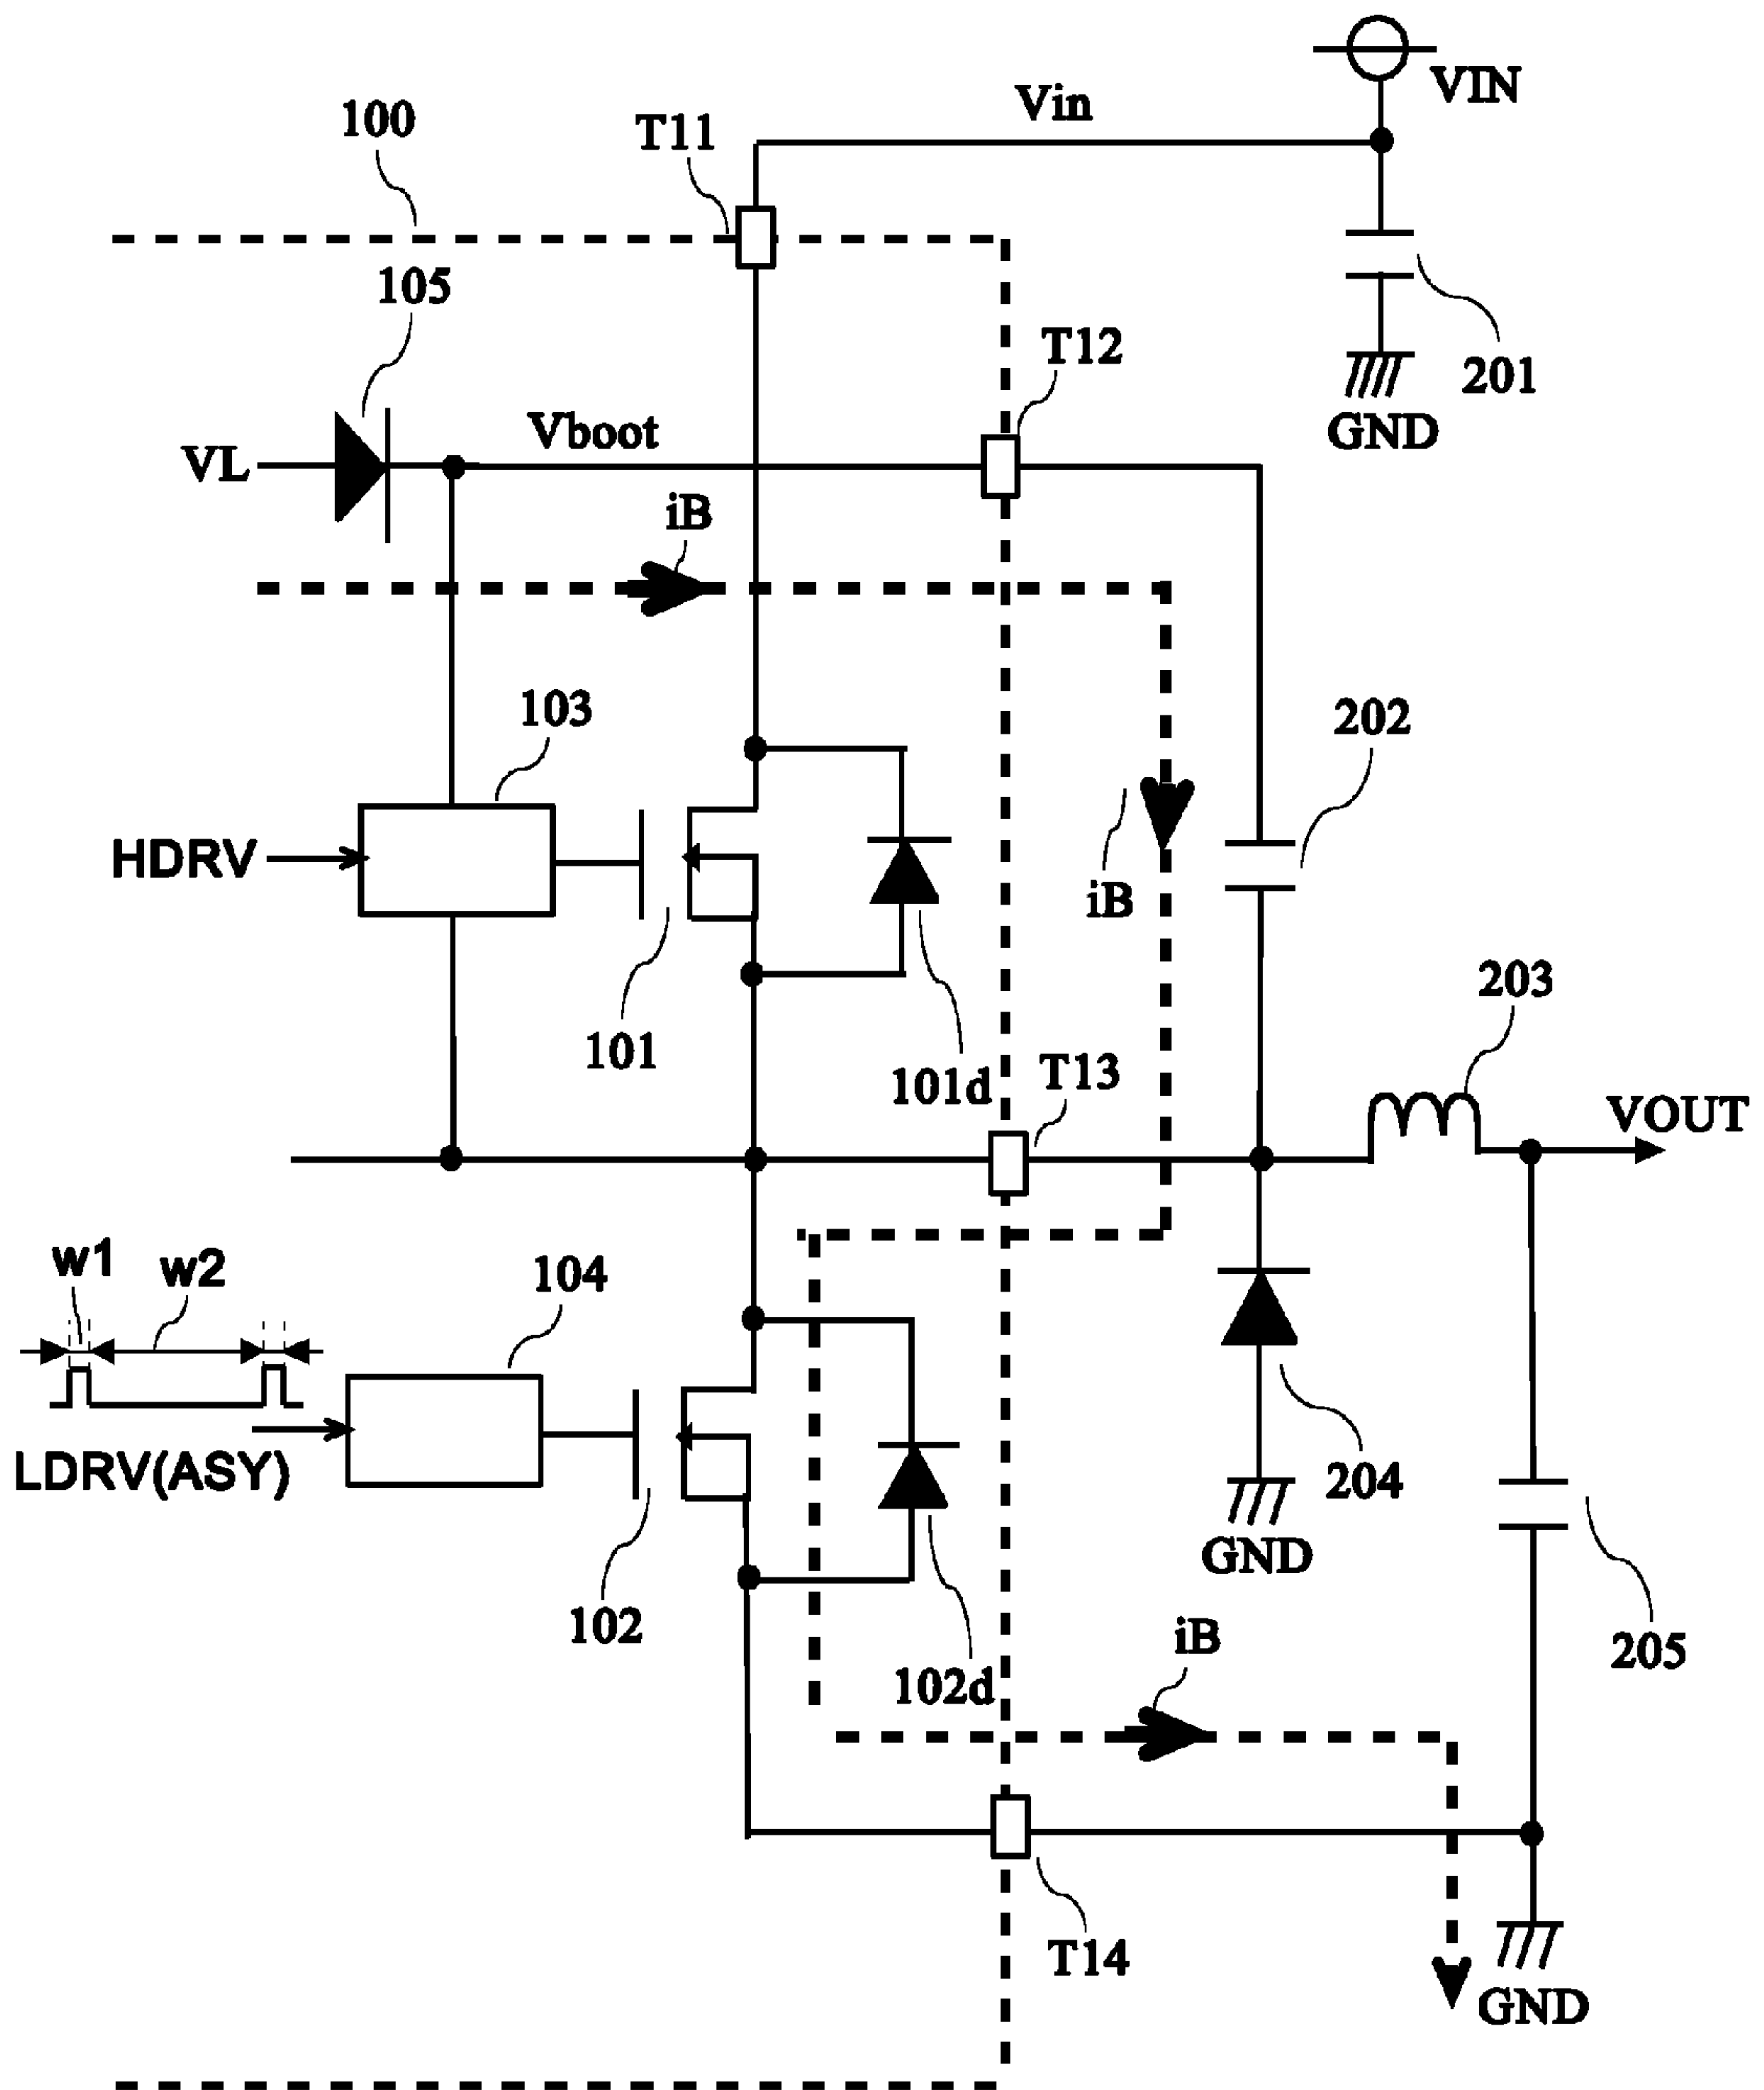 VIN
Vin
100
T11
105
T12
201
GND
VL
Vboot
iB
103
202
HDRV
iB
203
101
101d
T13
VOUT
w1
w2
104
LDRV(ASY)
204
GND
102
iB
205
102d
T14
GND